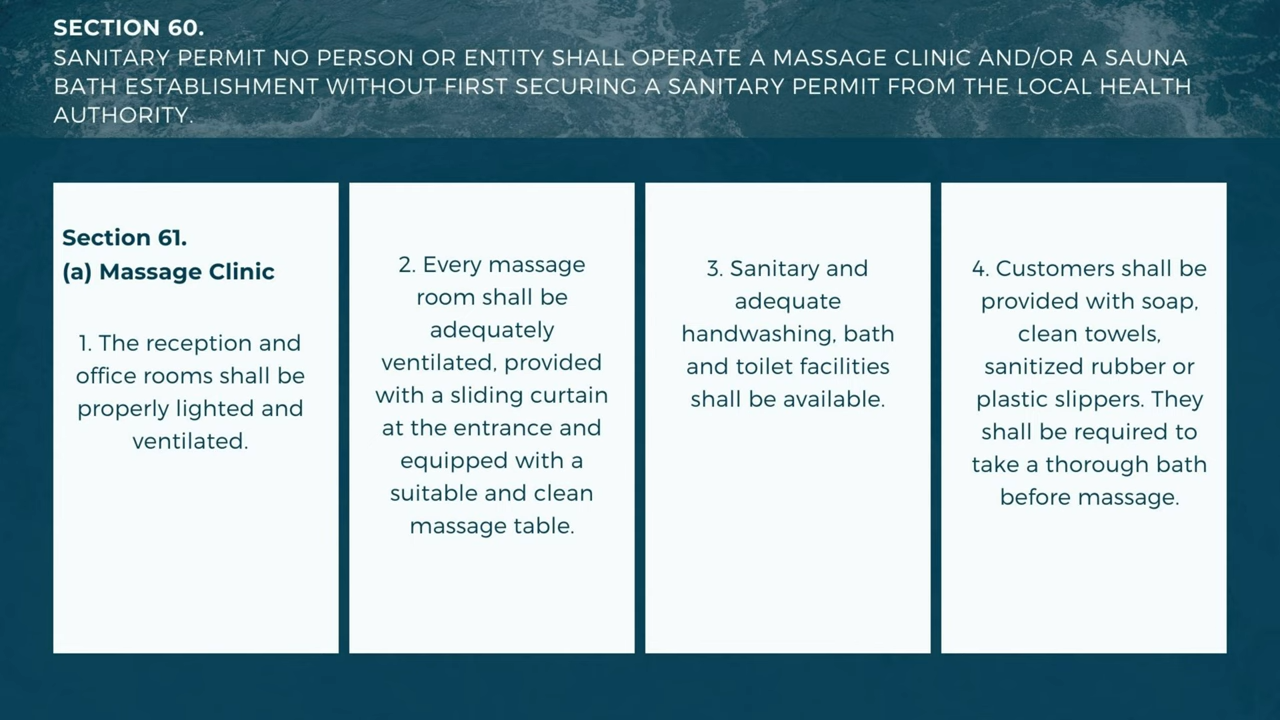 SECTION 60.
SANITARY PERMIT NO PERSON OR ENTITY SHALL OPERATE A MASSAGE CLINIC AND/OR A SAUNA
BATH ESTABLISHMENT WITHOUT FIRST SECURING A SANITARY PERMIT FROM THE LOCAL HEALTH
AUTHORITY.
Section 61.
(a) Massage Clinic
1. The reception and
office rooms shall be
properly lighted and
ventilated.
2. Every massage
room shall be
adequately
ventilated, provided
with a sliding curtain
at the entrance and
equipped with a
suitable and clean
massage table.
3. Sanitary and
adequate
handwashing, bath
and toilet facilities
shall be available.
4. Customers shall be
provided with soap,
clean towels,
sanitized rubber or
plastic slippers. They
shall be required to
take a thorough bath
before massage.